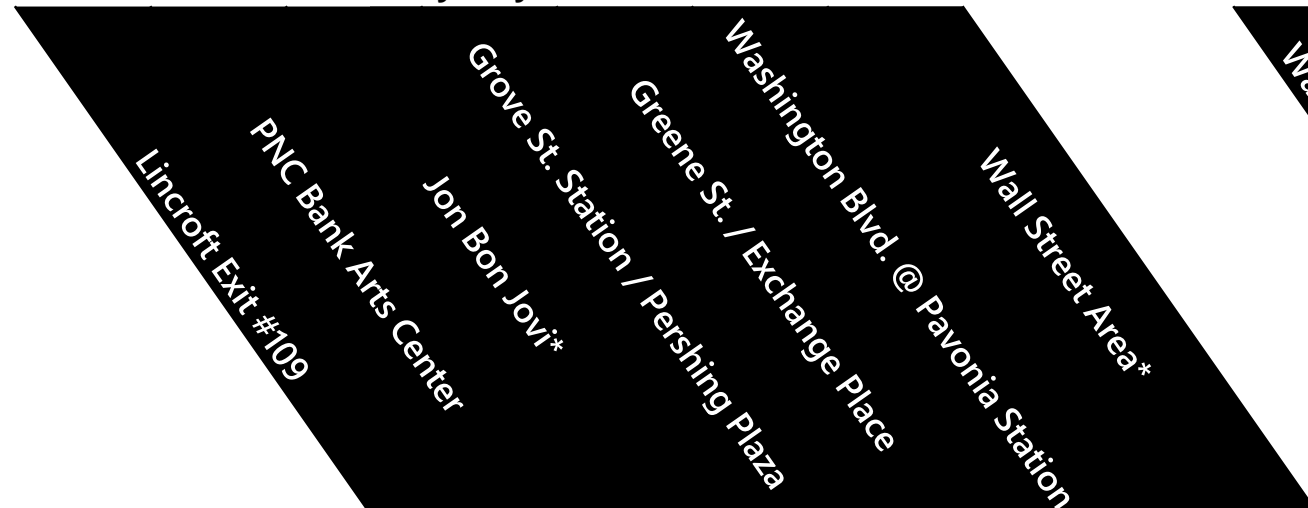 Lincroft Exit #109
PNC Bank Arts Center
Jon Bon Jovi*
Grove St. Station / Pershing Plaza
Greene St. / Exchange Place
Washington Blvd. @ Pavonia Station
Wall Street Area*